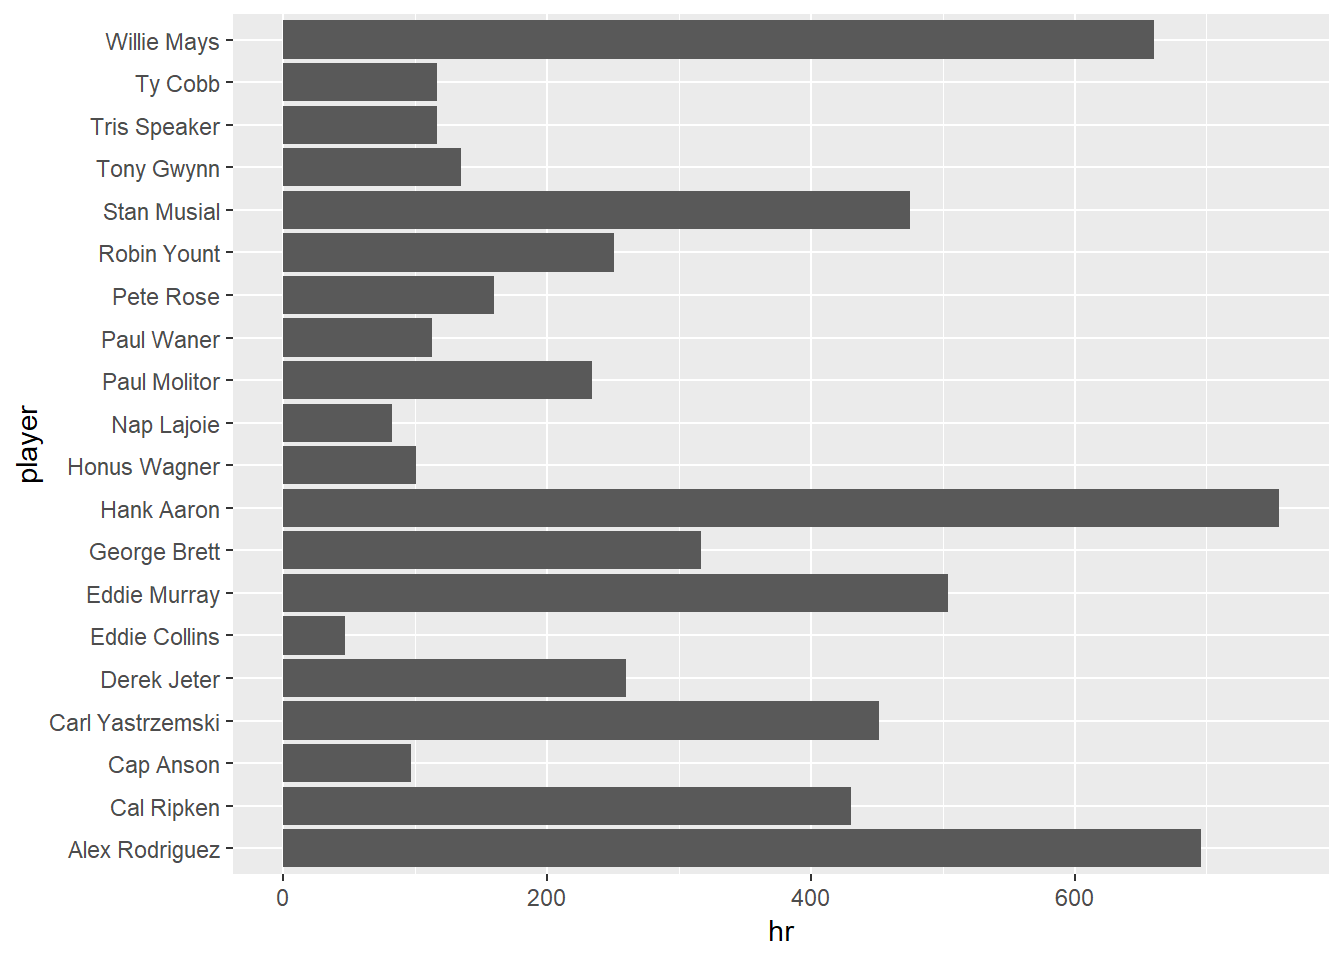 Willie Mays
Ty Cobb
Tris Speaker
Tony Gwynn
Stan Musial
Robin Yount
Pete Rose
Paul Waner
Paul Molitor
Nap Lajoie
Honus Wagner
Hank Aaron
George Brett
Eddie Murray
Eddie Collins
Derek Jeter
Carl Yastrzemski
Cap Anson
Cal Ripken
Alex Rodriguez
player
0 200 400 600
hr